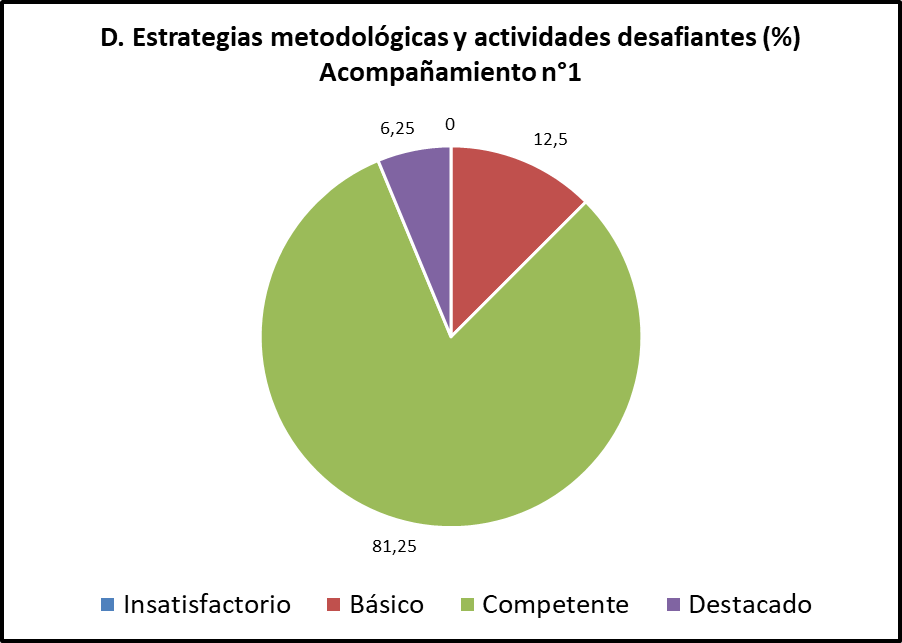 D. Estrategias metodológicas y actividades desafiantes (%)
Acompañamiento n°1
6,25
0
12,5
81,25
Insatisfactorio
Básico
Competente
Destacado